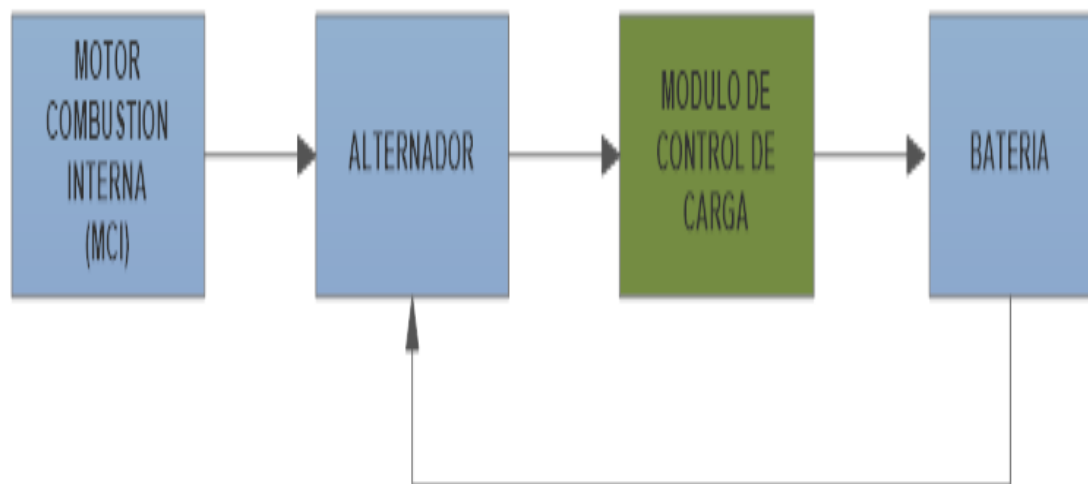 MOTOR
COMBUSTION
INTERNA
(MCI)
ALTERNADOR
MODULO DE
CONTROL DE
CARGA
BATERIA